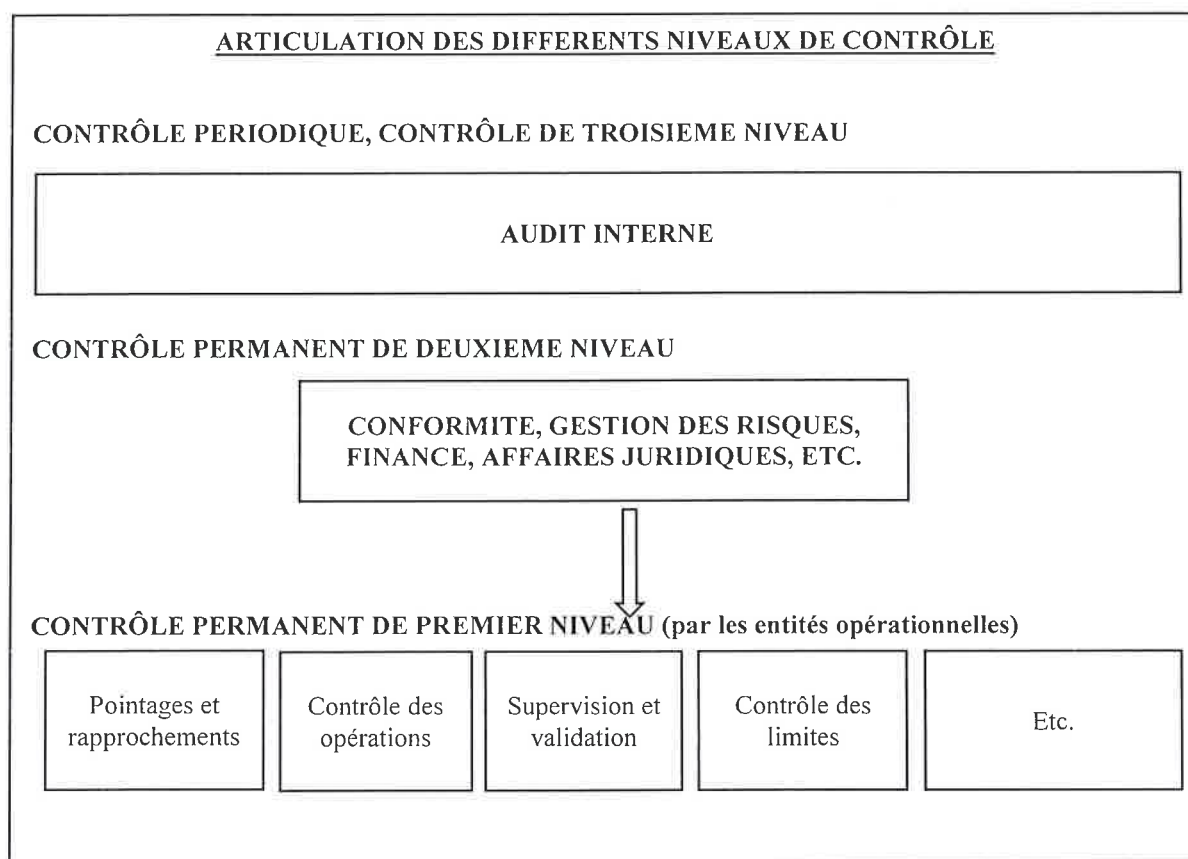 ARTICULATION DES DIFFERENTS NIVEAUX DE CONTRÔLE
CONTRÔLE PERIODIQUE, CONTRÔLE DE TROISIEME NIVEAU
AUDIT INTERNE
CONTRÔLE PERMANENT DE DEUXIEME NIVEAU
CONFORMITE, GESTION DES RISQUES,
FINANCE, AFFAIRES JURIDIQUES, ETC.
CONTRÔLE PERMANENT DE PREMIER NIVEAU (par les entités opérationnelles)
Pointages et
rapprochements
Contrôle des
opérations
Supervision et
validation
Contrôle des
limites
Etc.